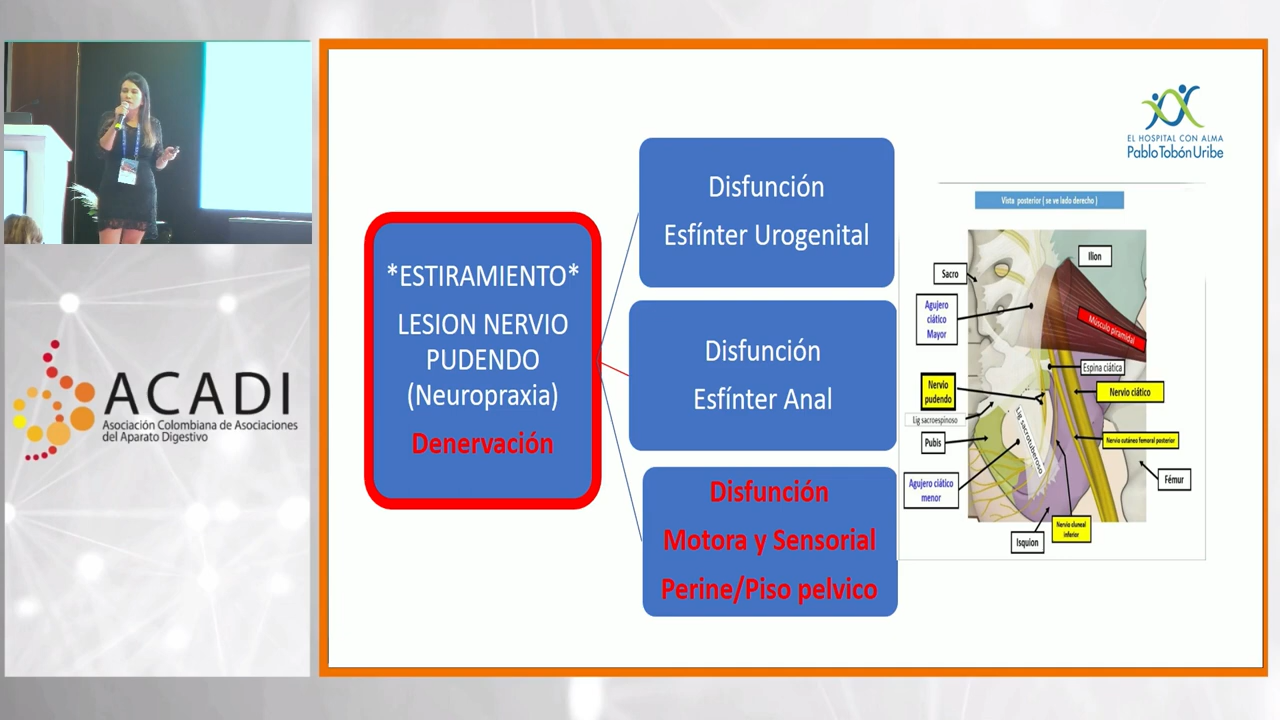 ACADI
Asociación Colombiana de Asociaciones
del Aparato Digestivo
EL HOSPITAL CON ALMA
Pablo Tobón Uribe
*ESTIRAMIENTO*
LESION NERVIO
PUDENDO
(Neuropraxia)
Denervación
Disfunción
Esfínter Urogenital
Disfunción
Esfínter Anal
Disfunción
Motora y Sensorial
Perine/Piso pelvico
Vista posterior ( se ve lado derecho )
Ilion
Sacro
Agujero
ciático
Mayor
Músculo piramidal
Espina ciática
Nervio
pudendo
Nervio ciático
Lig sacroespinoso
Lig sacrotuberoso
Pubis
Nervio cutáneo femoral posterior
Agujero ciático
menor
Fémur
Nervio cluneal
inferior
Isquion